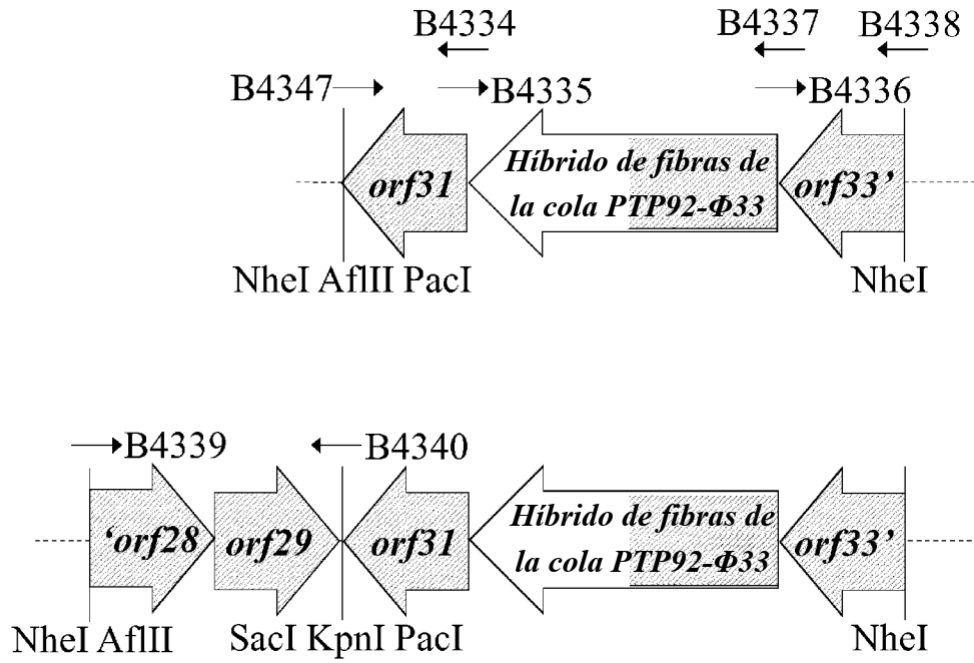 B4334 B4337 B4338
B4347 B4335 B4336
orf31 Híbrido de fibras de la cola PTP92-Φ33 orf33’
NheI AflII PacI NheI
B4339 B4340
‘orf28 orf29 orf31 Híbrido de fibras de la cola PTP92-Φ33 orf33’
NheI AflII SacI KpnI PacI NheI